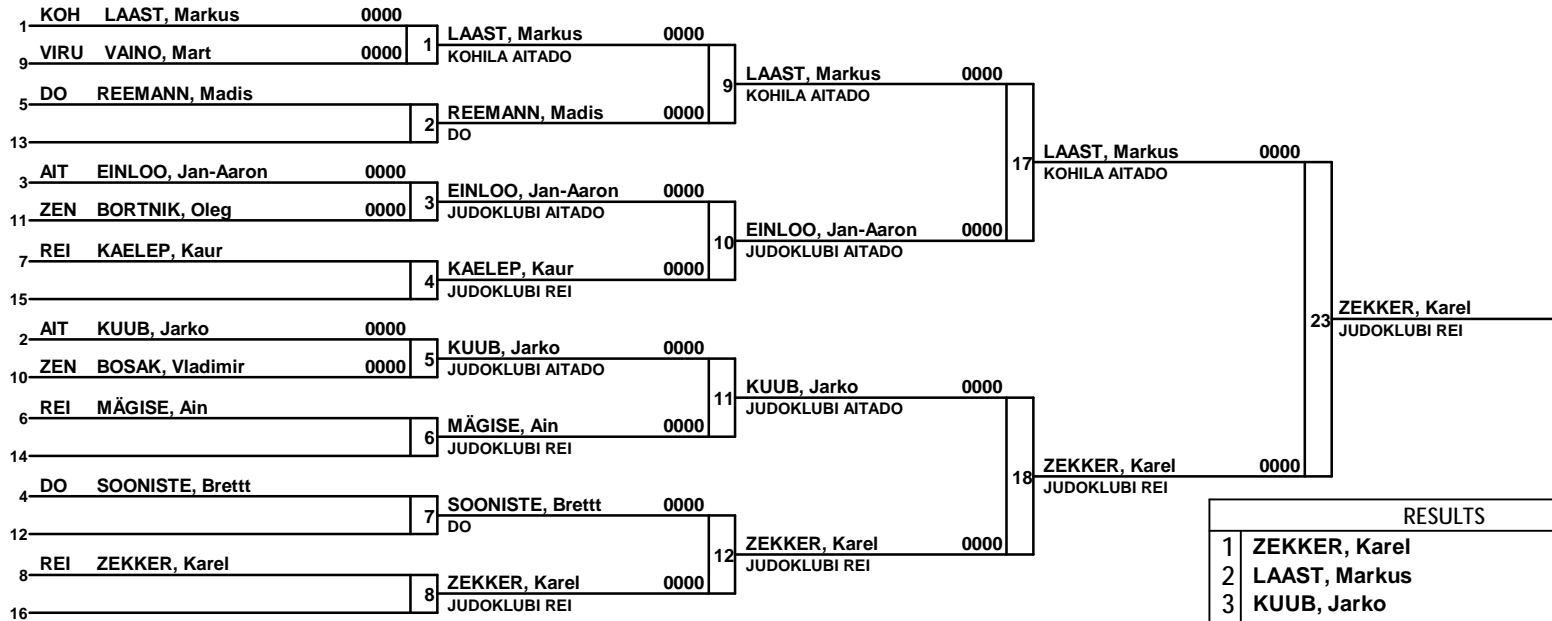 1 KOH LAAST, Markus 0000
9 VIRU VAINO, Mart 0000
5 DO REEMANN, Madis
13
3 AIT EINLOO, Jan-Aaron 0000
11 ZEN BORTNIK, Oleg 0000
7 REI KAELEP, Kaur
15
2 AIT KUUB, Jarko 0000
10 ZEN BOSAK, Vladimir 0000
6 REI MÄGISE, Ain
14
4 DO SOONISTE, Brettt
12
8 REI ZEKKER, Karel
16
1 LAAST, Markus 0000
KOHILA AITADO
2 REEMANN, Madis 0000
DO
3 EINLOO, Jan-Aaron 0000
JUDOKLUBI AITADO
4 KAELEP, Kaur 0000
JUDOKLUBI REI
5 KUUB, Jarko 0000
JUDOKLUBI AITADO
6 MÄGISE, Ain 0000
JUDOKLUBI REI
7 SOONISTE, Brettt 0000
DO
8 ZEKKER, Karel 0000
JUDOKLUBI REI
9 LAAST, Markus 0000
KOHILA AITADO
10 EINLOO, Jan-Aaron 0000
JUDOKLUBI AITADO
11 KUUB, Jarko 0000
JUDOKLUBI AITADO
12 ZEKKER, Karel 0000
JUDOKLUBI REI
17 LAAST, Markus 0000
KOHILA AITADO
18 ZEKKER, Karel 0000
JUDOKLUBI REI
23 ZEKKER, Karel
JUDOKLUBI REI
RESULTS
1 ZEKKER, Karel
2 LAAST, Markus
3 KUUB, Jarko